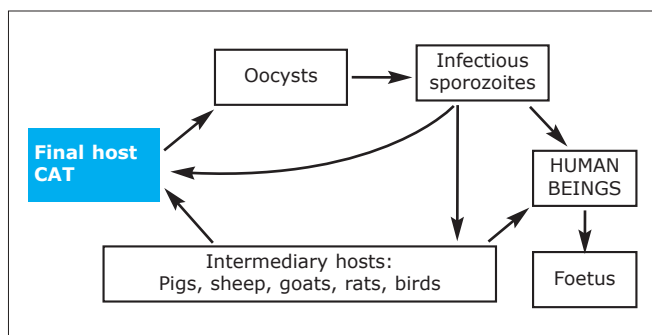 Oocysts
Infectious
sporozoites
Final host
CAT
HUMAN
BEINGS
Intermediary hosts:
Pigs, sheep, goats, rats, birds
Foetus